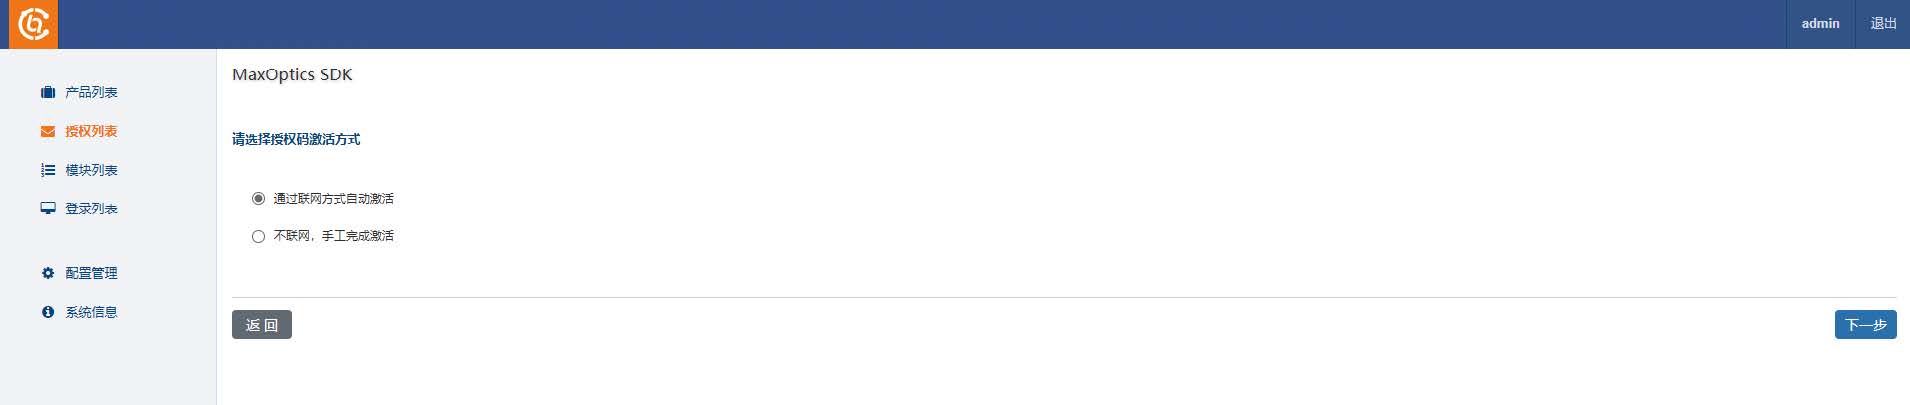 admin
退出
产品列表
授权列表
模块列表
登录列表
配置管理
系统信息
MaxOptics SDK
请选择授权码激活方式
通过联网方式自动激活
不联网，手工完成激活
返 回
下一步